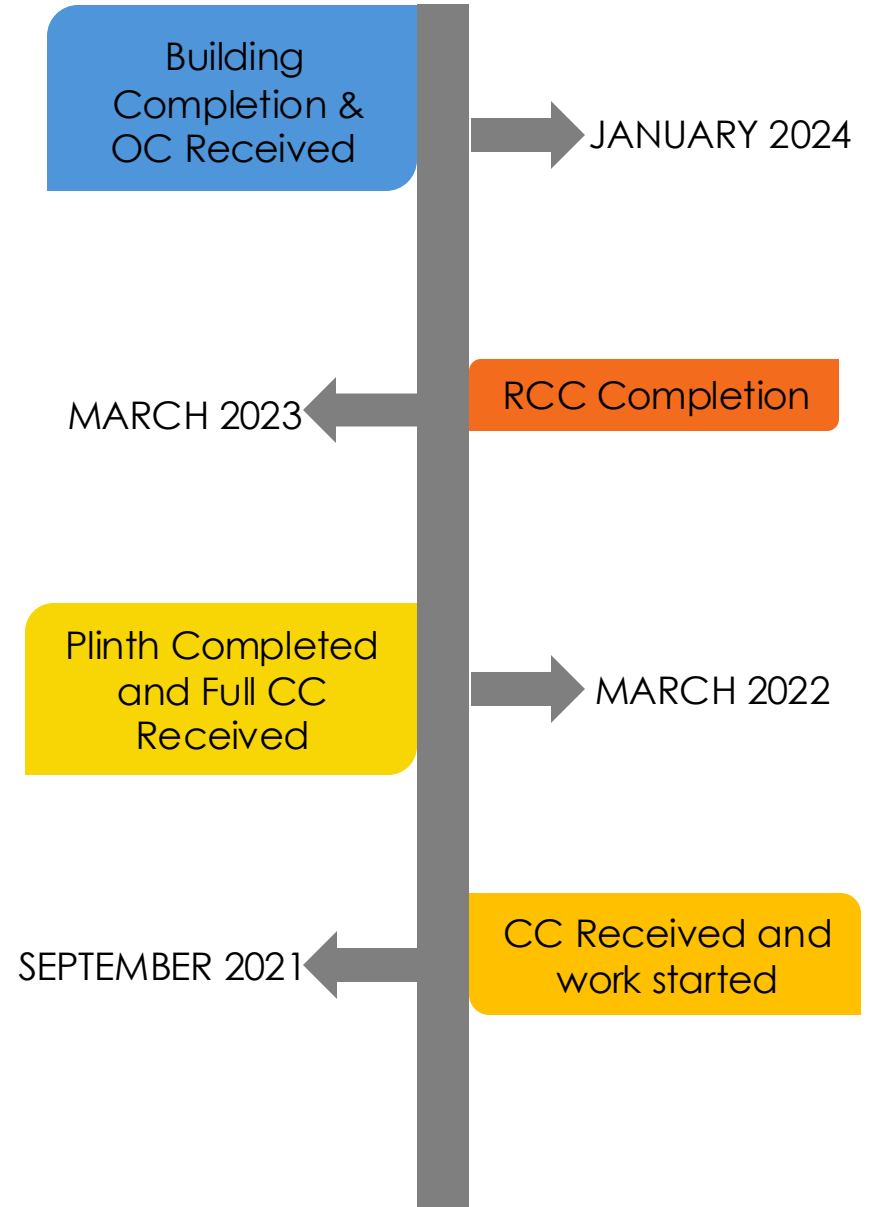 Building
Completion &
OC Received
JANUARY 2024
RCC Completion
MARCH 2023
Plinth Completed
and Full CC
Received
MARCH 2022
CC Received and
work started
SEPTEMBER 2021